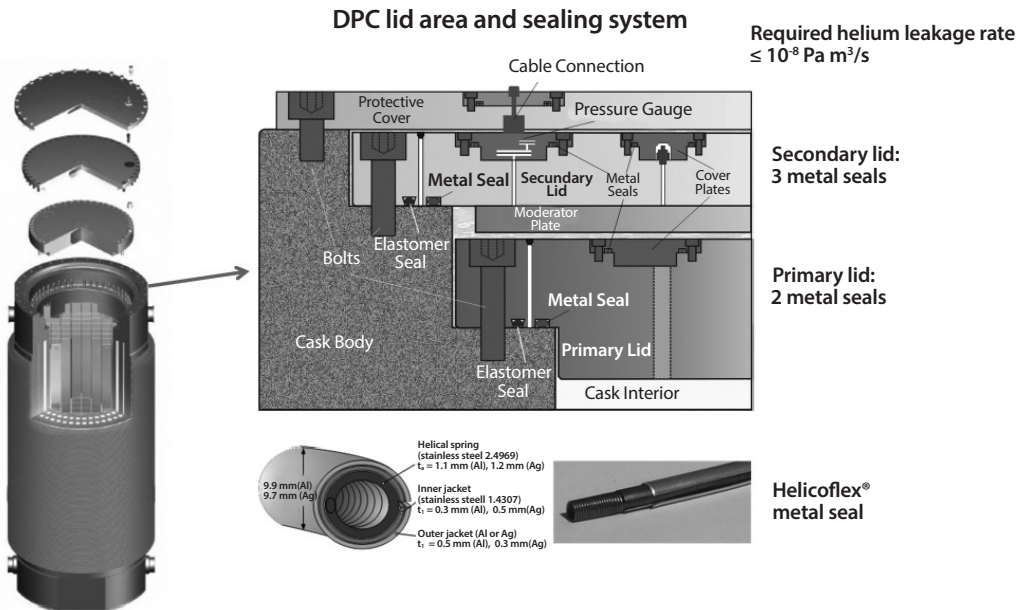 DPC lid area and sealing system
Required helium leakage rate
≤ 10⁻⁸ Pa m³/s
Cable Connection
Protective
Cover
Pressure Gauge
Metal Seal
Secundary
Lid
Metal
Seals
Cover
Plates
Secondary lid:
3 metal seals
Moderator
Plate
Elastomer
Seal
Bolts
Primary lid:
2 metal seals
Metal Seal
Cask Body
Primary Lid
Elastomer
Seal
Cask Interior
Helical spring
(stainless steel 2.4969)
tₐ = 1.1 mm (Al), 1.2 mm (Ag)
9.9 mm(Al)
9.7 mm (Ag)
Inner jacket
(stainless steell 1.4307)
t₁ = 0.3 mm (Al), 0.5 mm(Ag)
Outer jacket (Al or Ag)
t₁ = 0.5 mm (Al), 0.3 mm(Ag)
Helicoflex®
metal seal